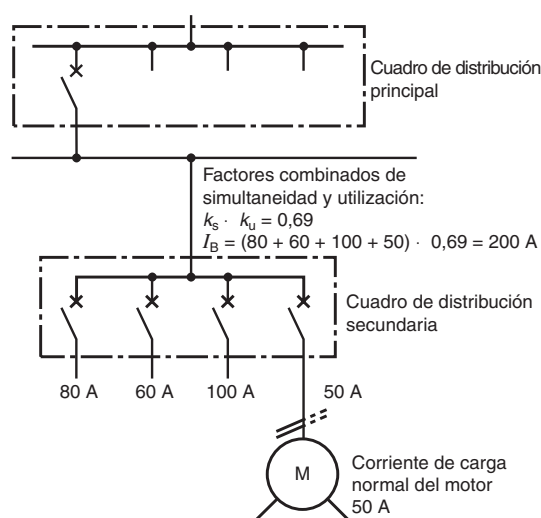 Cuadro de distribución
principal
Factores combinados de
simultaneidad y utilización:
kₛ · kᵤ = 0,69
I_B = (80 + 60 + 100 + 50) · 0,69 = 200 A
Cuadro de distribución
secundaria
80 A 60 A 100 A 50 A
M
Corriente de carga
normal del motor
50 A